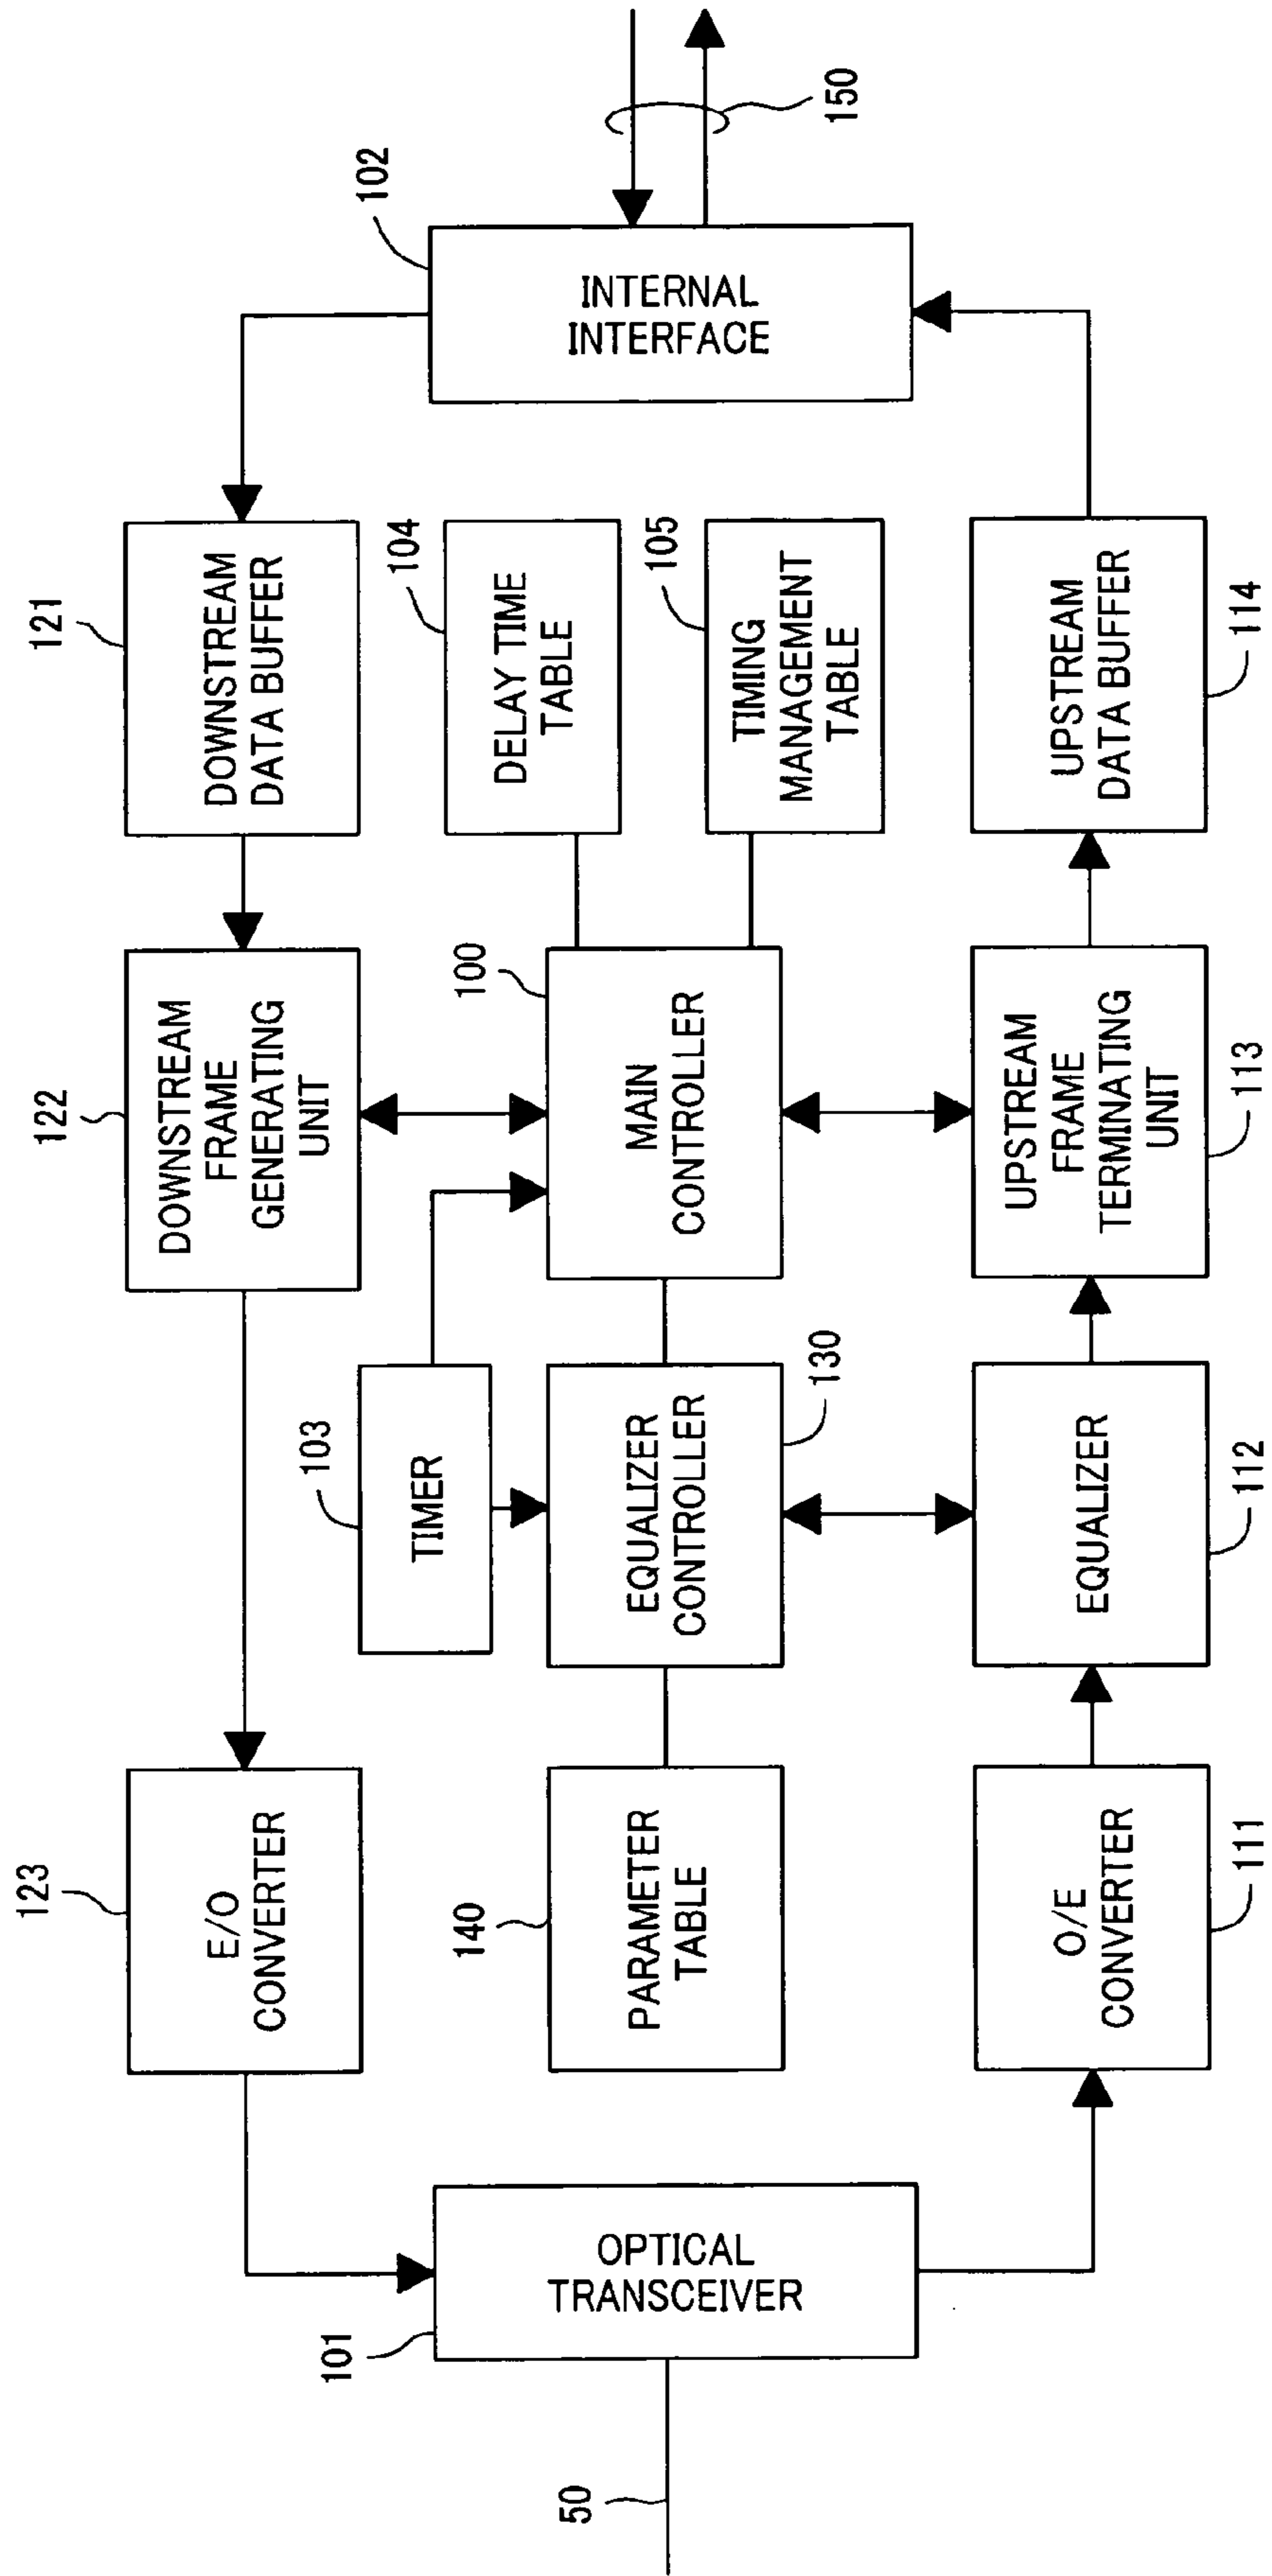 123
E/O
CONVERTER
122
DOWNSTREAM
FRAME
GENERATING
UNIT
121
DOWNSTREAM
DATA BUFFER
103
TIMER
104
DELAY TIME
TABLE
102
INTERNAL
INTERFACE
150
50
101
OPTICAL
TRANSCEIVER
140
PARAMETER
TABLE
EQUALIZER
CONTROLLER
130
100
MAIN
CONTROLLER
105
TIMING
MANAGEMENT
TABLE
O/E
CONVERTER
111
EQUALIZER
112
UPSTREAM
FRAME
TERMINATING
UNIT
113
UPSTREAM
DATA BUFFER
114